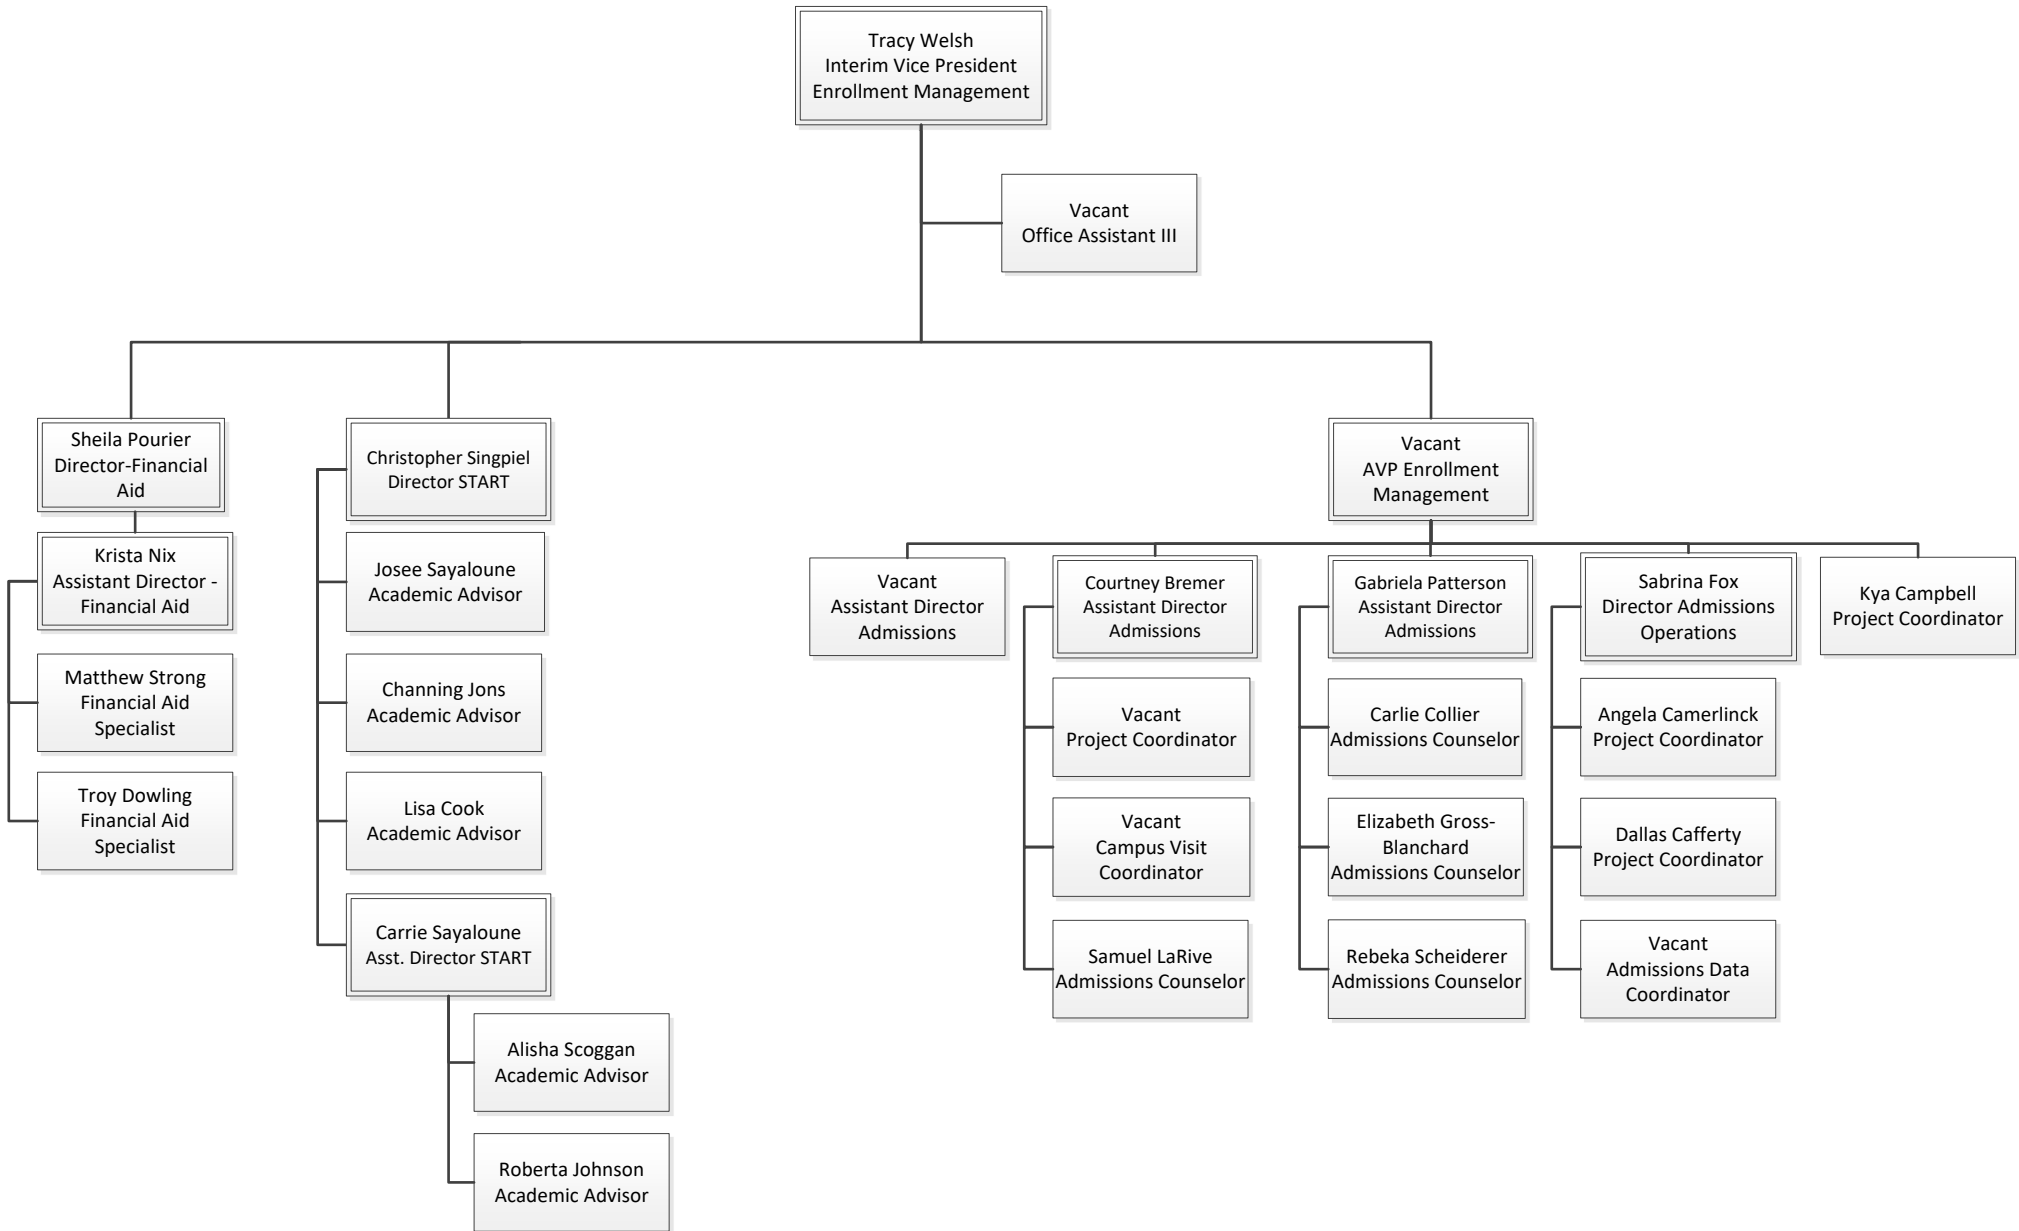 Tracy Welsh
Interim Vice President
Enrollment Management
Vacant
Office Assistant III
Sheila Pourier
Director-Financial
Aid
Krista Nix
Assistant Director -
Financial Aid
Matthew Strong
Financial Aid
Specialist
Troy Dowling
Financial Aid
Specialist
Christopher Singpiel
Director START
Josee Sayaloune
Academic Advisor
Channing Jons
Academic Advisor
Lisa Cook
Academic Advisor
Carrie Sayaloune
Asst. Director START
Alisha Scoggan
Academic Advisor
Roberta Johnson
Academic Advisor
Vacant
AVP Enrollment
Management
Vacant
Assistant Director
Admissions
Courtney Bremer
Assistant Director
Admissions
Vacant
Project Coordinator
Vacant
Campus Visit
Coordinator
Samuel LaRive
Admissions Counselor
Gabriela Patterson
Assistant Director
Admissions
Carlie Collier
Admissions Counselor
Elizabeth Gross-
Blanchard
Admissions Counselor
Rebeka Scheiderer
Admissions Counselor
Sabrina Fox
Director Admissions
Operations
Angela Camerlinck
Project Coordinator
Dallas Cafferty
Project Coordinator
Vacant
Admissions Data
Coordinator
Kya Campbell
Project Coordinator